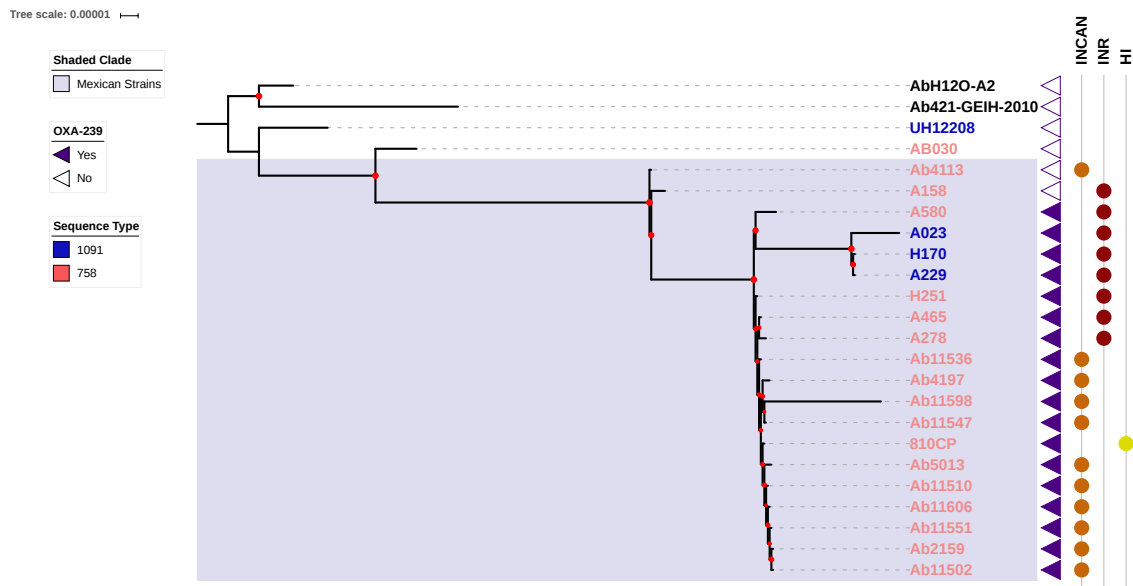 Tree scale: 0.00001
Shaded Clade
Mexican Strains
OXA-239
Yes
No
Sequence Type
1091
758
INCAN
INR
HI
AbH12O-A2
Ab421-GEIH-2010
UH12208
AB030
Ab4113
A158
A580
A023
H170
A229
H251
A465
A278
Ab11536
Ab4197
Ab11598
Ab11547
810CP
Ab5013
Ab11510
Ab11606
Ab11551
Ab2159
Ab11502